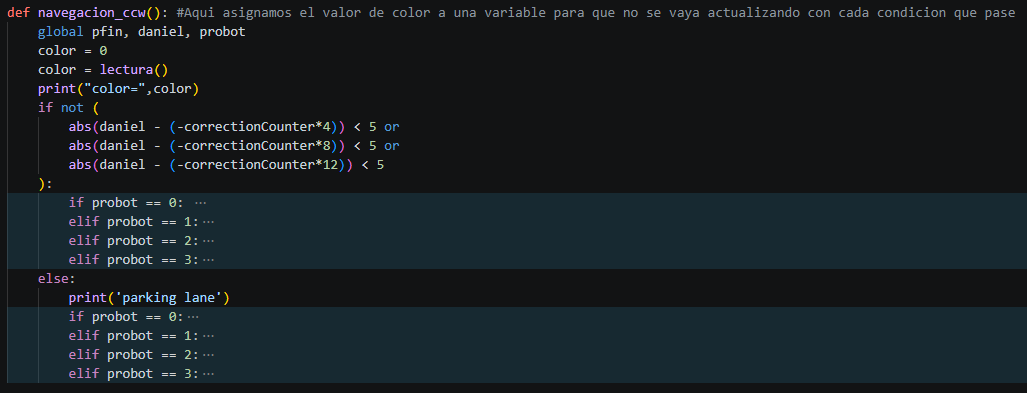 def navegacion_ccw(): #Aqui asignamos el valor de color a una variable para que no se vaya actualizando con cada condicion que pase
global pfin, daniel, probot
color = 0
color = lectura()
print("color=",color)
if not (
abs(daniel - (-correctionCounter*4)) < 5 or
abs(daniel - (-correctionCounter*8)) < 5 or
abs(daniel - (-correctionCounter*12)) < 5
):
if probot == 0: ···
elif probot == 1:···
elif probot == 2:···
elif probot == 3:···
else:
print('parking lane')
if probot == 0:···
elif probot == 1:···
elif probot == 2:···
elif probot == 3:···